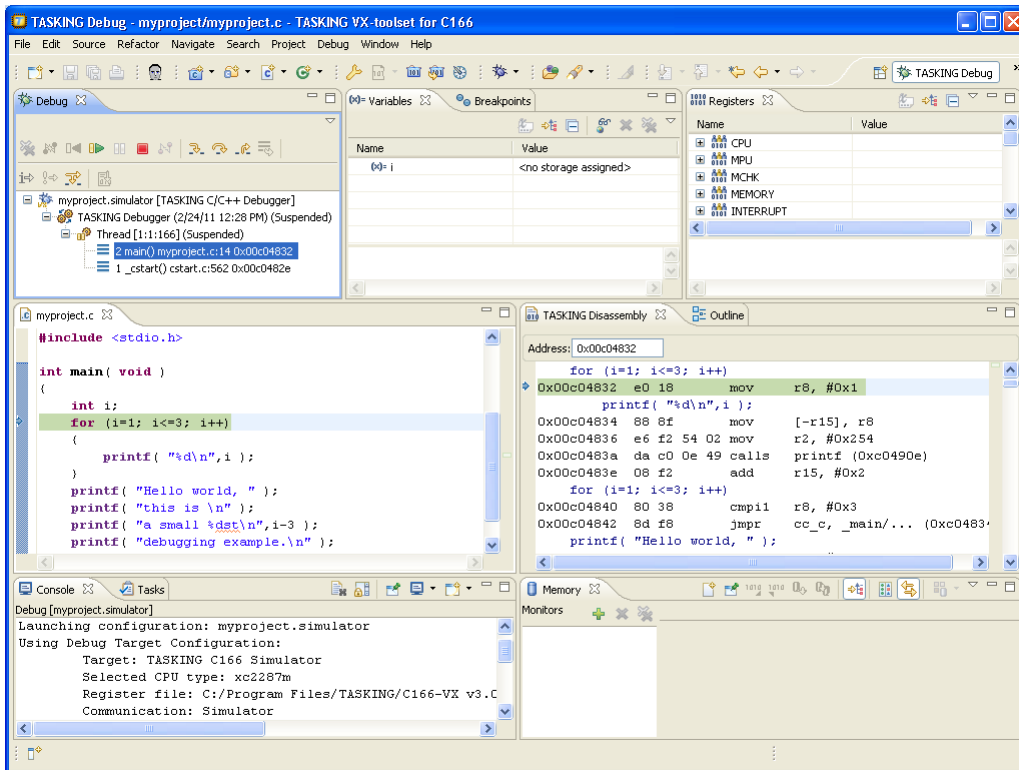 TASKING Debug - myproject/myproject.c - TASKING VX-toolset for C166
File Edit Source Refactor Navigate Search Project Debug Window Help
TASKING Debug
Debug
myproject.simulator [TASKING C/C++ Debugger]
TASKING Debugger (2/24/11 12:28 PM) (Suspended)
Thread [1:1:166] (Suspended)
2 main() myproject.c:14 0x00c04832
1 _cstart() cstart.c:562 0x00c0482e
(x)= Variables Breakpoints
Name Value
(x)= i <no storage assigned>
Registers
Name Value
CPU
MPU
MCHK
MEMORY
INTERRUPT
myproject.c
#include <stdio.h>
int main( void )
{
int i;
for (i=1; i<=3; i++)
{
printf( "%d\n",i );
}
printf( "Hello world, " );
printf( "this is \n" );
printf( "a small %dst\n",i-3 );
printf( "debugging example.\n" );
TASKING Disassembly Outline
Address: 0x00c04832
for (i=1; i<=3; i++)
0x00c04832 e0 18 mov r8, #0x1
printf( "%d\n",i );
0x00c04834 88 8f mov [-r15], r8
0x00c04836 e6 f2 54 02 mov r2, #0x254
0x00c0483a da c0 0e 49 calls printf (0xc0490e)
0x00c0483e 08 f2 add r15, #0x2
for (i=1; i<=3; i++)
0x00c04840 80 38 cmpi1 r8, #0x3
0x00c04842 8d f8 jmpr cc_c, _main/... (0xc0483
printf( "Hello world, " );
Console Tasks
Debug [myproject.simulator]
Launching configuration: myproject.simulator
Using Debug Target Configuration:
Target: TASKING C166 Simulator
Selected CPU type: xc2287m
Register file: C:/Program Files/TASKING/C166-VX v3.0
Communication: Simulator
Memory
Monitors